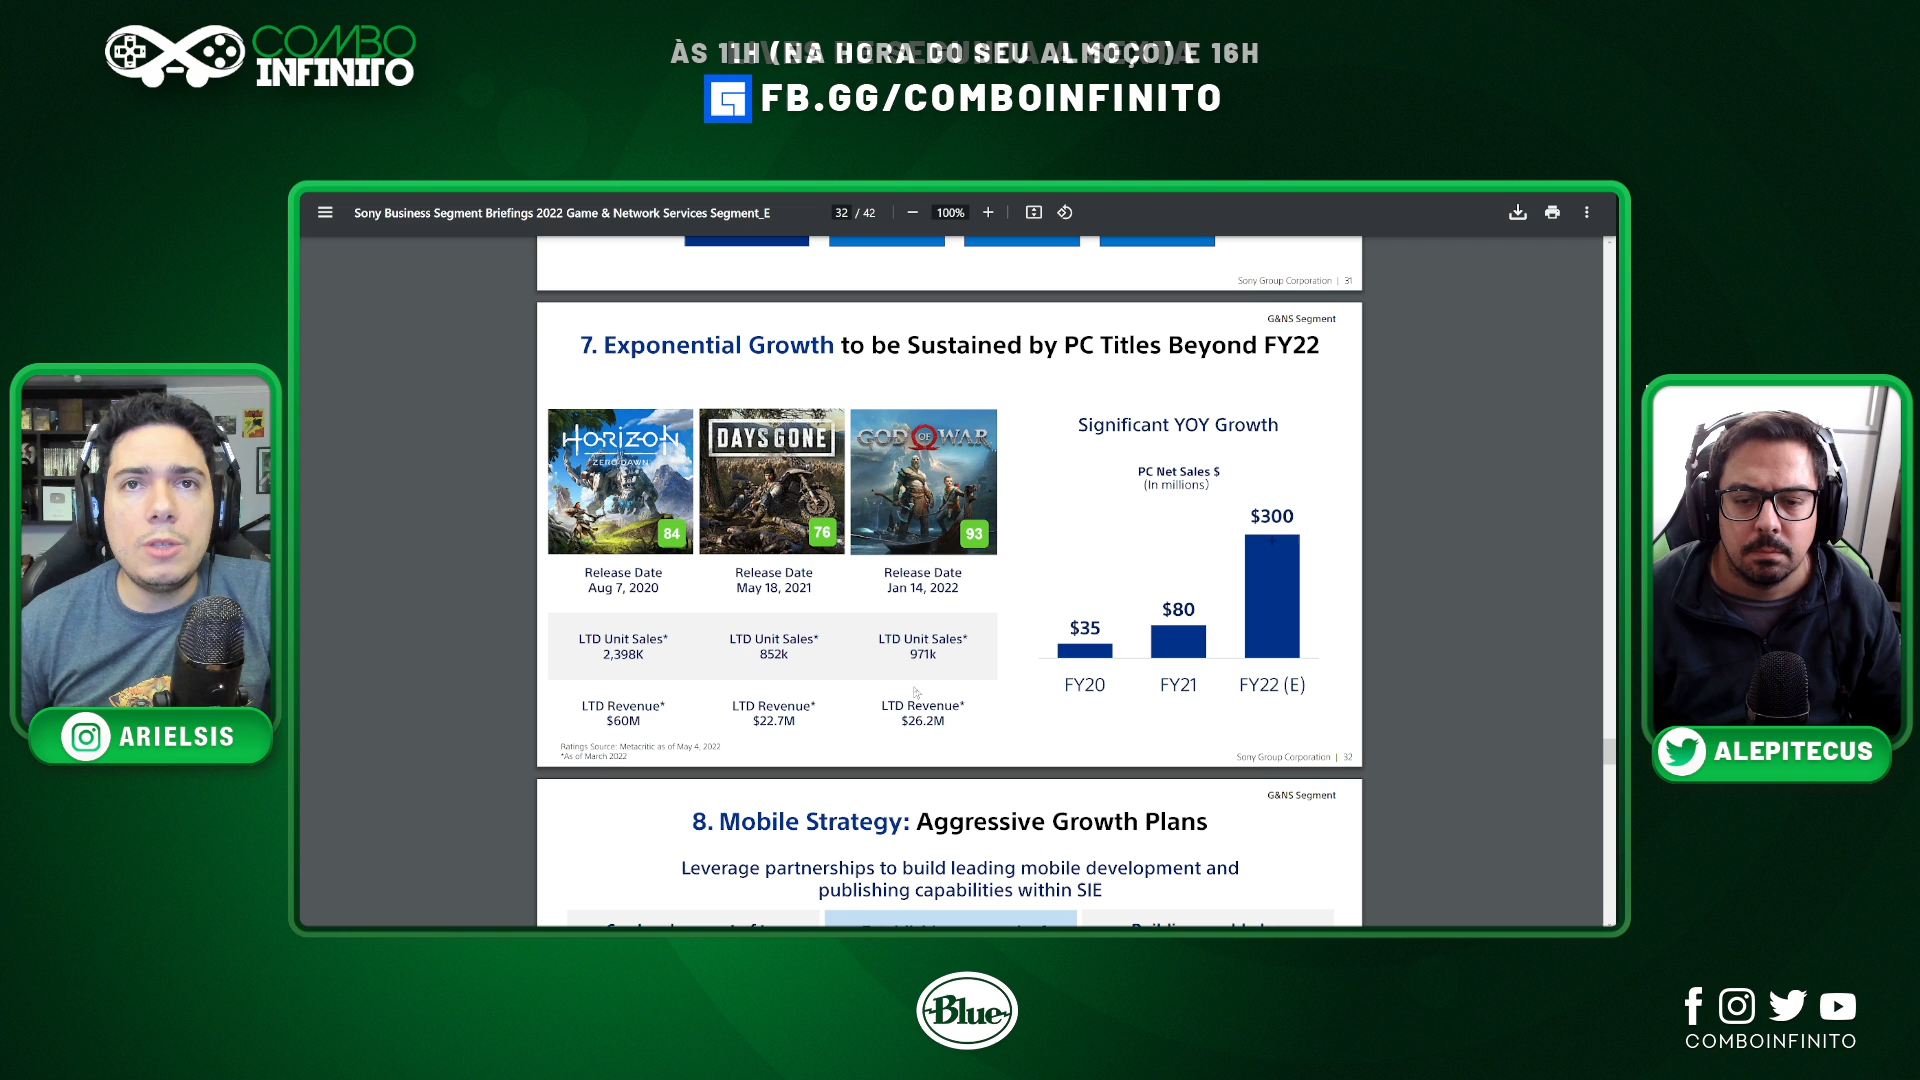 COMBO
INFINITO
ÀS 11H (NA HORA DO SEU ALMOÇO) E 16H
FB.GG/COMBOINFINITO
Sony Business Segment Briefings 2022 Game & Network Services Segment_E
32 / 42
100%
Sony Group Corporation | 31
G&NS Segment
7. Exponential Growth to be Sustained by PC Titles Beyond FY22
HORIZON
ZERO DAWN
84
DAYS GONE
76
GOD OF WAR
93
Release Date
Aug 7, 2020
Release Date
May 18, 2021
Release Date
Jan 14, 2022
LTD Unit Sales*
2,398K
LTD Unit Sales*
852k
LTD Unit Sales*
971k
LTD Revenue*
$60M
LTD Revenue*
$22.7M
LTD Revenue*
$26.2M
Significant YOY Growth
PC Net Sales $
(In millions)
$35
$80
$300
FY20
FY21
FY22 (E)
Ratings Source: Metacritic as of May 4, 2022
*As of March 2022
Sony Group Corporation | 32
G&NS Segment
8. Mobile Strategy: Aggressive Growth Plans
Leverage partnerships to build leading mobile development and
publishing capabilities within SIE
ARIELSIS
ALEPITECUS
Blue
COMBOINFINITO